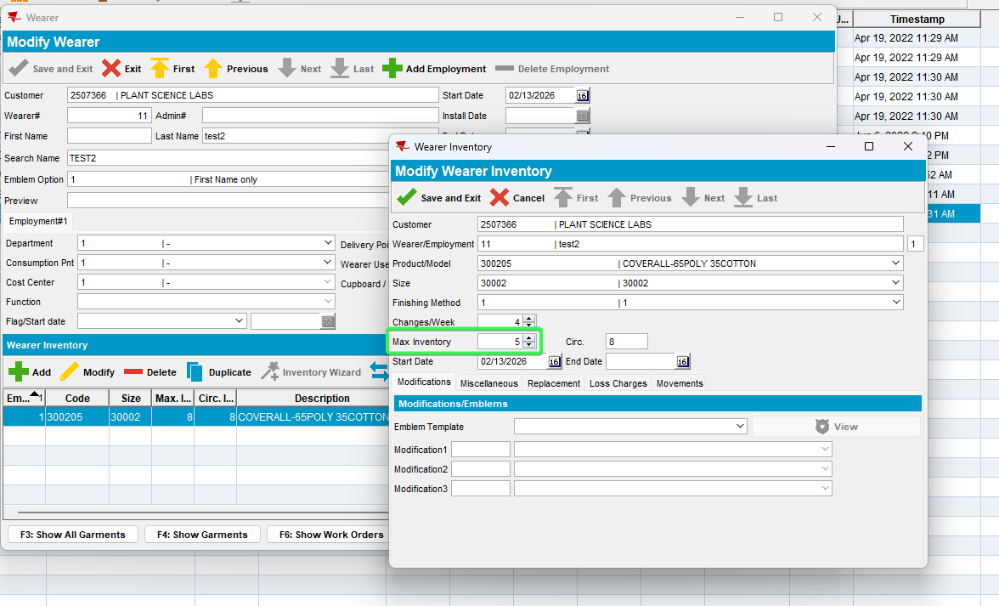 Wearer
Modify Wearer
Save and Exit Exit First Previous Next Last Add Employment Delete Employment
Customer 2507366 | PLANT SCIENCE LABS Start Date 02/13/2026 16
Wearer# 11 Admin# Install Date 16
First Name Last Name test2
Search Name TEST2
Emblem Option 1 | First Name only
Preview
Employment#1
Department 1 | - Delivery Poi
Consumption Pnt 1 | - Wearer Use
Cost Center 1 | - Cupboard /
Function
Flag/Start date 16
Wearer Inventory
Add Modify Delete Duplicate Inventory Wizard
Em... 1 Code Size Max. I... Circ. I... Description
1 300205 30002 8 8 COVERALL-65POLY 35COTTON
F3: Show All Garments F4: Show Garments F6: Show Work Orders
Wearer Inventory
Modify Wearer Inventory
Save and Exit Cancel First Previous Next Last
Customer 2507366 | PLANT SCIENCE LABS
Wearer/Employment 11 | test2 1
Product/Model 300205 | COVERALL-65POLY 35COTTON
Size 30002 | 30002
Finishing Method 1 | 1
Changes/Week 4
Max Inventory 5 Circ. 8
Start Date 02/13/2026 16 End Date 16
Modifications Miscellaneous Replacement Loss Charges Movements
Modifications/Emblems
Emblem Template View
Modification1
Modification2
Modification3
U... Timestamp
Apr 19, 2022 11:29 AM
Apr 19, 2022 11:29 AM
Apr 19, 2022 11:30 AM
Apr 19, 2022 11:30 AM
Apr 19, 2022 11:30 AM
PM
2 PM
52 AM
11 AM
31 AM